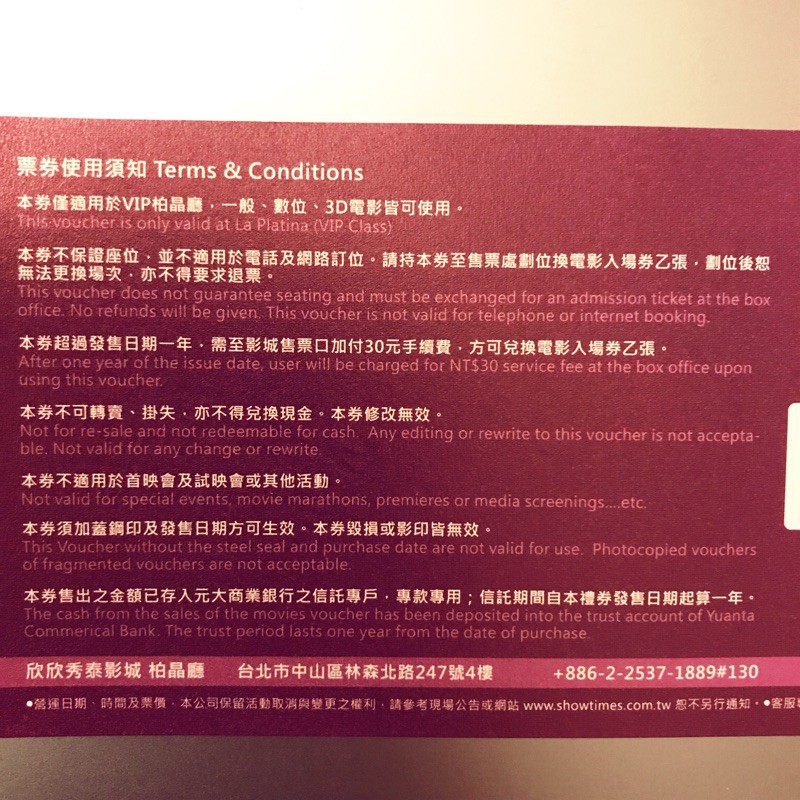 票券使用須知 Terms & Conditions
本券僅適用於VIP柏晶廳，一般、數位、3D電影皆可使用。
This voucher is only valid at La Platina (VIP Class)
本券不保證座位，並不適用於電話及網路訂位。請持本券至售票處劃位換電影入場券乙張，劃位後恕
無法更換場次，亦不得要求退票。
This voucher does not guarantee seating and must be exchanged for an admission ticket at the box
office. No refunds will be given. This voucher is not valid for telephone or internet booking.
本券超過發售日期一年，需至影城售票口加付30元手續費，方可兌換電影入場券乙張。
After one year of the issue date, user will be charged for NT$30 service fee at the box office upon
using this voucher.
本券不可轉賣、掛失，亦不得兌換現金。本券修改無效。
Not for re-sale and not redeemable for cash.  Any editing or rewrite to this voucher is not accepta-
ble. Not valid for any change or rewrite.
本券不適用於首映會及試映會或其他活動。
Not valid for special events, movie marathons, premieres or media screenings....etc.
本券須加蓋鋼印及發售日期方可生效。本券毀損或影印皆無效。
This Voucher without the steel seal and purchase date are not valid for use.  Photocopied vouchers
of fragmented vouchers are not acceptable.
本券售出之金額已存入元大商業銀行之信託專戶，專款專用；信託期間自本禮券發售日期起算一年。
The cash from the sales of the movies voucher has been deposited into the trust account of Yuanta
Commerical Bank. The trust period lasts one year from the date of purchase.
欣欣秀泰影城 柏晶廳 台北市中山區林森北路247號4樓 +886-2-2537-1889#130
•營運日期、時間及票價，本公司保留活動取消與變更之權利，請參考現場公告或網站 www.showtimes.com.tw 恕不另行通知。•客服